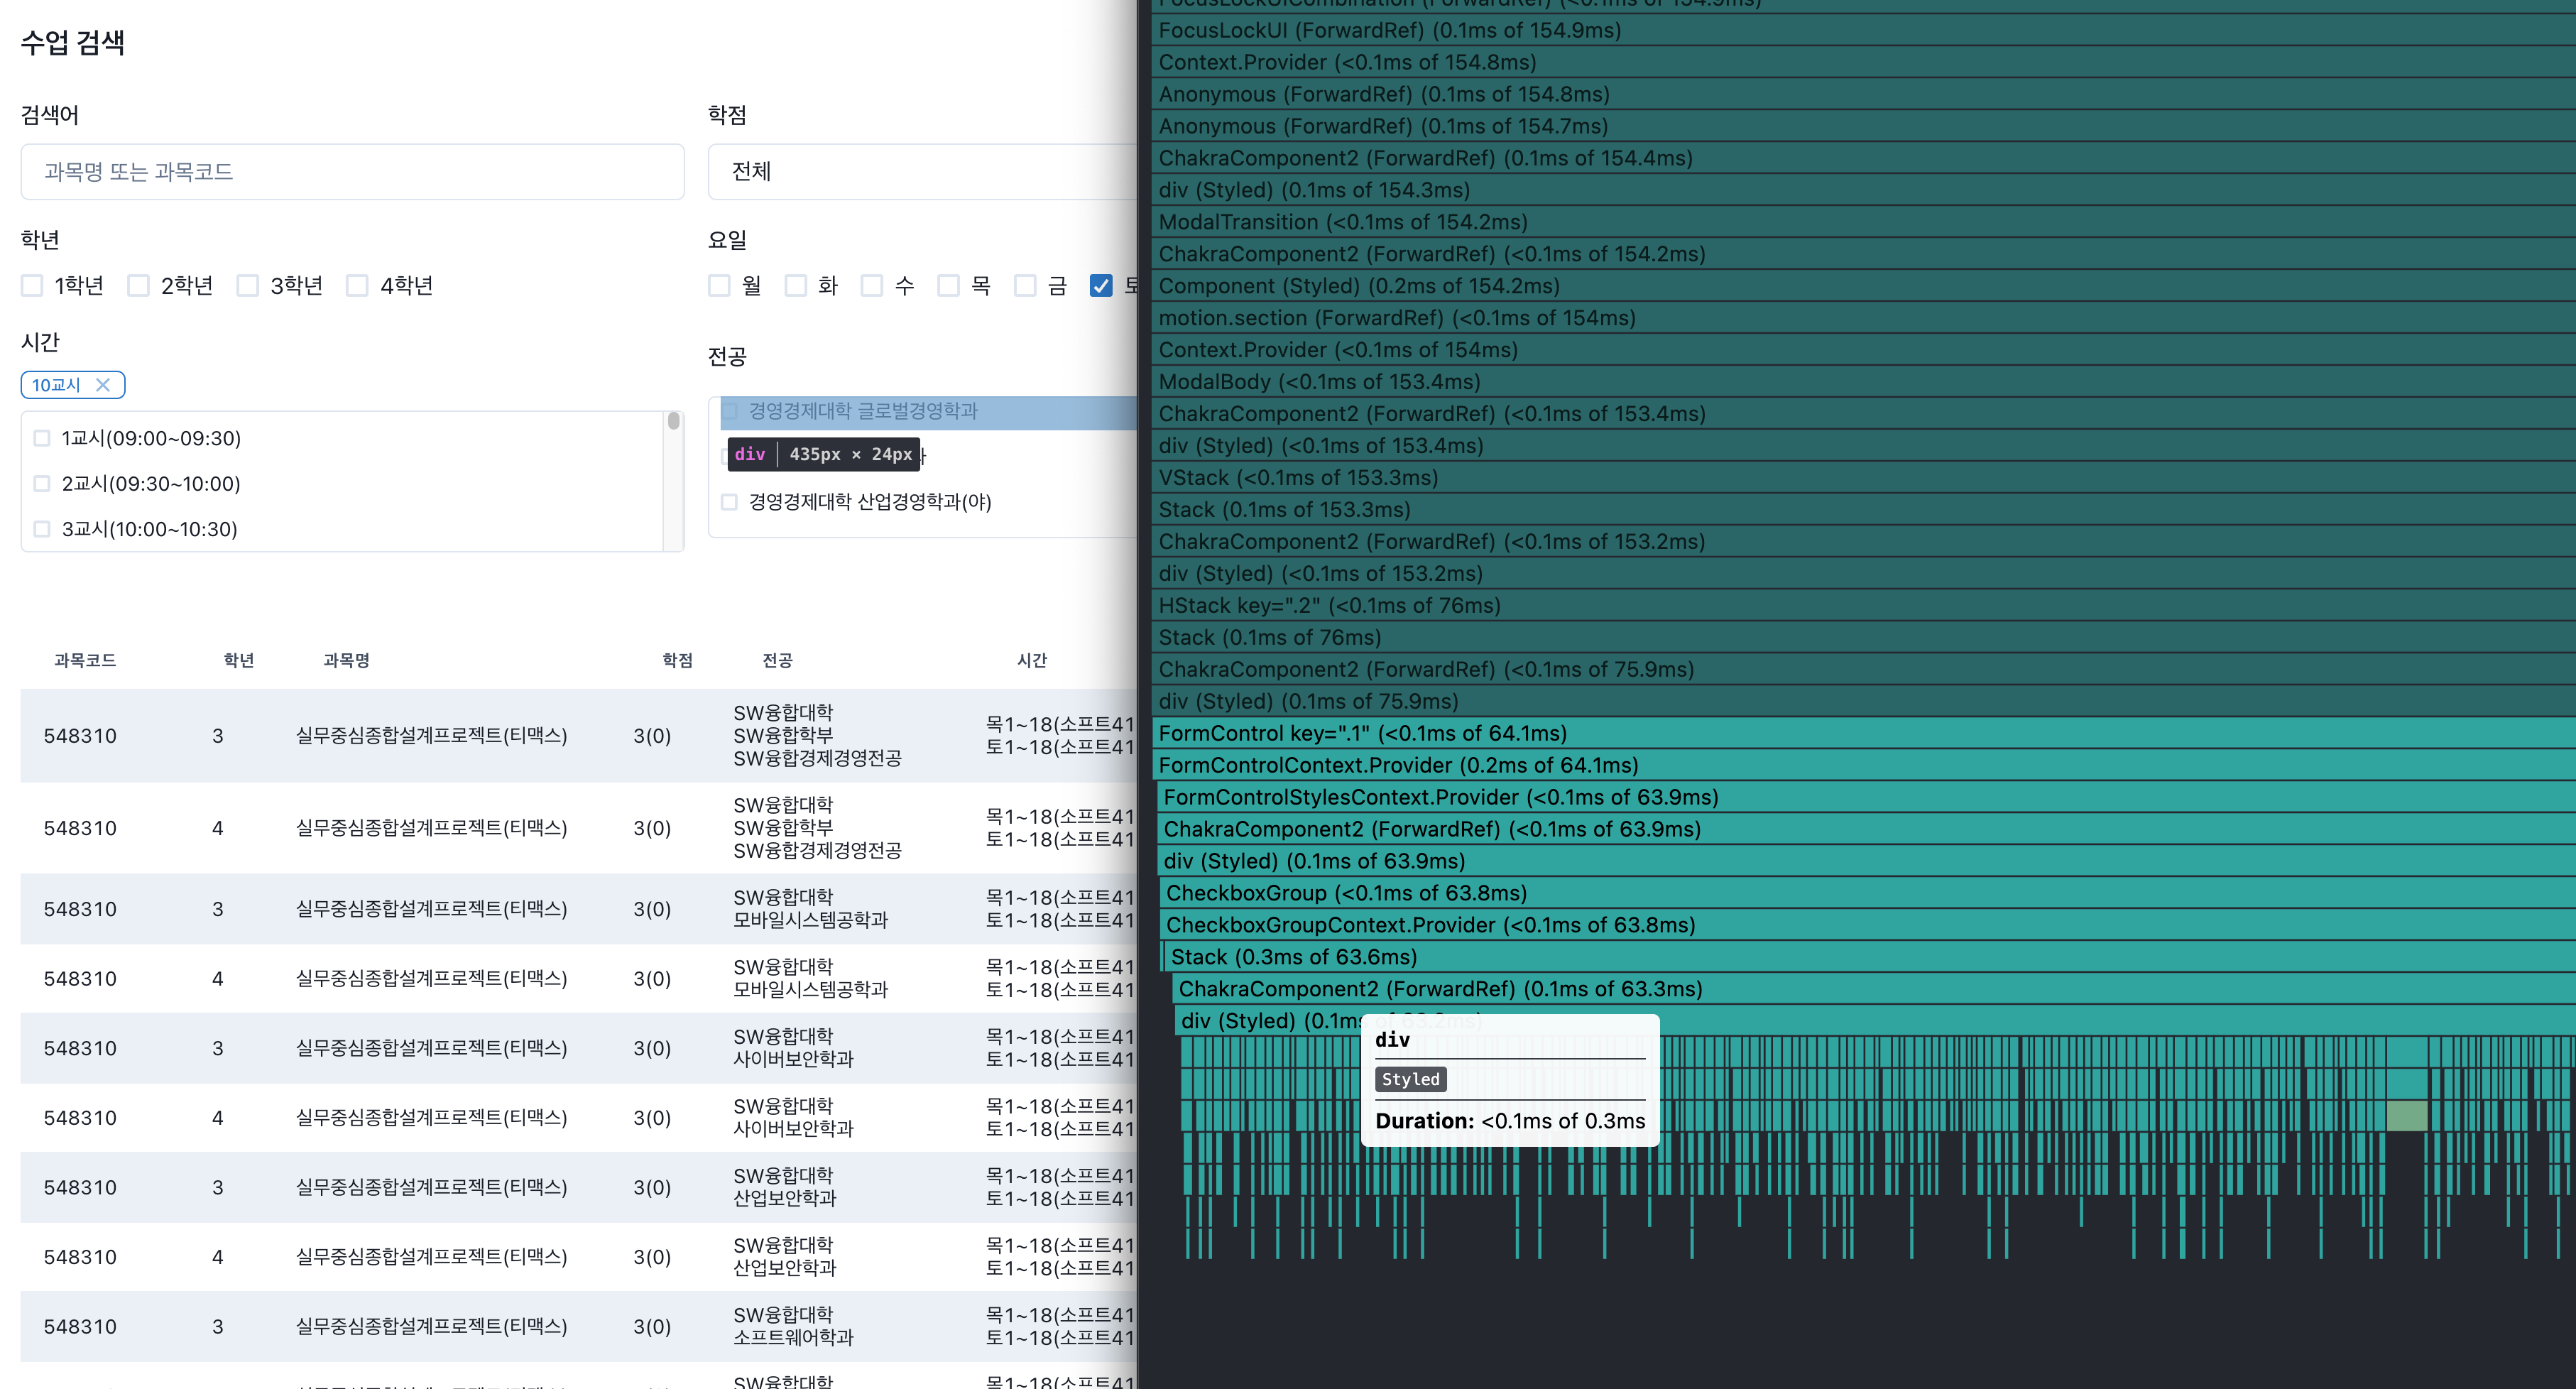 수업 검색
검색어
학점
과목명 또는 과목코드
전체
학년
요일
1학년 2학년 3학년 4학년
월 화 수 목 금
시간
전공
10교시
1교시(09:00~09:30)
2교시(09:30~10:00)
3교시(10:00~10:30)
경영경제대학 글로벌경영학과
div 435px × 24px
경영경제대학 산업경영학과(야)
과목코드 학년 과목명 학점 전공 시간
548310 3 실무중심종합설계프로젝트(티맥스) 3(0)
SW융합대학
SW융합학부
SW융합경제경영전공
목1~18(소프트41
토1~18(소프트41
548310 4 실무중심종합설계프로젝트(티맥스) 3(0)
SW융합대학
SW융합학부
SW융합경제경영전공
목1~18(소프트41
토1~18(소프트41
548310 3 실무중심종합설계프로젝트(티맥스) 3(0)
SW융합대학
모바일시스템공학과
목1~18(소프트41
토1~18(소프트41
548310 4 실무중심종합설계프로젝트(티맥스) 3(0)
SW융합대학
모바일시스템공학과
목1~18(소프트41
토1~18(소프트41
548310 3 실무중심종합설계프로젝트(티맥스) 3(0)
SW융합대학
사이버보안학과
목1~18(소프트41
토1~18(소프트41
548310 4 실무중심종합설계프로젝트(티맥스) 3(0)
SW융합대학
사이버보안학과
목1~18(소프트41
토1~18(소프트41
548310 3 실무중심종합설계프로젝트(티맥스) 3(0)
SW융합대학
산업보안학과
목1~18(소프트41
토1~18(소프트41
548310 4 실무중심종합설계프로젝트(티맥스) 3(0)
SW융합대학
산업보안학과
목1~18(소프트41
토1~18(소프트41
548310 3 실무중심종합설계프로젝트(티맥스) 3(0)
SW융합대학
소프트웨어학과
목1~18(소프트41
토1~18(소프트41
SW융합대학
목1~18(소프트41
FocusLockUICombination (ForwardRef) (<0.1ms of 154.9ms)
FocusLockUI (ForwardRef) (0.1ms of 154.9ms)
Context.Provider (<0.1ms of 154.8ms)
Anonymous (ForwardRef) (0.1ms of 154.8ms)
Anonymous (ForwardRef) (0.1ms of 154.7ms)
ChakraComponent2 (ForwardRef) (0.1ms of 154.4ms)
div (Styled) (0.1ms of 154.3ms)
ModalTransition (<0.1ms of 154.2ms)
ChakraComponent2 (ForwardRef) (<0.1ms of 154.2ms)
Component (Styled) (0.2ms of 154.2ms)
motion.section (ForwardRef) (<0.1ms of 154ms)
Context.Provider (<0.1ms of 154ms)
ModalBody (<0.1ms of 153.4ms)
ChakraComponent2 (ForwardRef) (<0.1ms of 153.4ms)
div (Styled) (<0.1ms of 153.4ms)
VStack (<0.1ms of 153.3ms)
Stack (0.1ms of 153.3ms)
ChakraComponent2 (ForwardRef) (<0.1ms of 153.2ms)
div (Styled) (<0.1ms of 153.2ms)
HStack key=".2" (<0.1ms of 76ms)
Stack (0.1ms of 76ms)
ChakraComponent2 (ForwardRef) (<0.1ms of 75.9ms)
div (Styled) (0.1ms of 75.9ms)
FormControl key=".1" (<0.1ms of 64.1ms)
FormControlContext.Provider (0.2ms of 64.1ms)
FormControlStylesContext.Provider (<0.1ms of 63.9ms)
ChakraComponent2 (ForwardRef) (<0.1ms of 63.9ms)
div (Styled) (0.1ms of 63.9ms)
CheckboxGroup (<0.1ms of 63.8ms)
CheckboxGroupContext.Provider (<0.1ms of 63.8ms)
Stack (0.3ms of 63.6ms)
ChakraComponent2 (ForwardRef) (0.1ms of 63.3ms)
div (Styled) (0.1ms of 63.2ms)
div
Styled
Duration: <0.1ms of 0.3ms